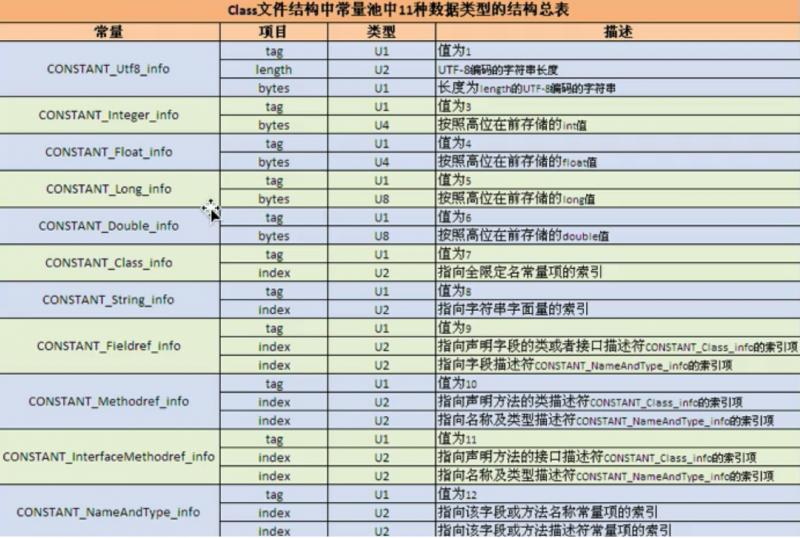 Class文件结构中常量池中11种数据类型的结构总表
常量 项目 类型 描述
CONSTANT_Utf8_info tag U1 值为1
length U2 UTF-8编码的字符串长度
bytes U1 长度为length的UTF-8编码的字符串
CONSTANT_Integer_info tag U1 值为3
bytes U4 按照高位在前存储的int值
CONSTANT_Float_info tag U1 值为4
bytes U4 按照高位在前存储的float值
CONSTANT_Long_info tag U1 值为5
bytes U8 按照高位在前存储的long值
CONSTANT_Double_info tag U1 值为6
bytes U8 按照高位在前存储的double值
CONSTANT_Class_info tag U1 值为7
index U2 指向全限定名常量项的索引
CONSTANT_String_info tag U1 值为8
index U2 指向字符串字面量的索引
CONSTANT_Fieldref_info tag U1 值为9
index U2 指向声明字段的类或者接口描述符CONSTANT_Class_info的索引项
index U2 指向字段描述符CONSTANT_NameAndType_info的索引项
CONSTANT_Methodref_info tag U1 值为10
index U2 指向声明方法的类描述符CONSTANT_Class_info的索引项
index U2 指向名称及类型描述符CONSTANT_NameAndType_info的索引项
CONSTANT_InterfaceMethodref_info tag U1 值为11
index U2 指向声明方法的接口描述符CONSTANT_Class_info的索引项
index U2 指向名称及类型描述符CONSTANT_NameAndType_info的索引项
CONSTANT_NameAndType_info tag U1 值为12
index U2 指向该字段或方法名称常量项的索引
index U2 指向该字段或方法描述符常量项的索引